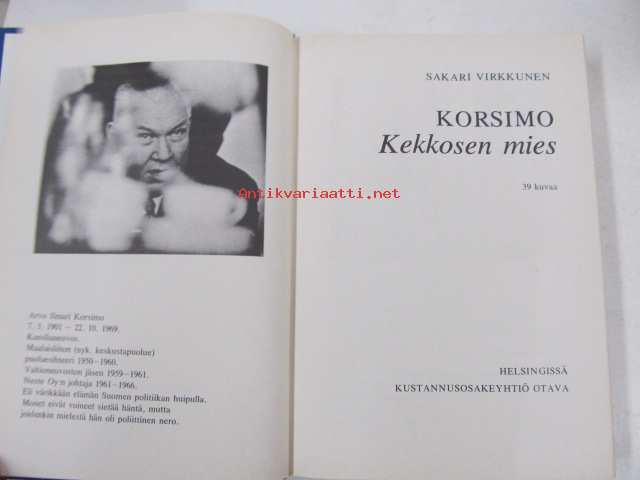 Arvo Ilmari Korsimo
7. 5. 1901 — 22. 10. 1969.
Kanslianeuvos.
Maalaisliiton (nyk. keskustapuolue)
puoluesihteeri 1950—1960.
Valtioneuvoston jäsen 1959—1961.
Neste Oy:n johtaja 1961—1966.
Eli värikkään elämän Suomen politiikan huipulla.
Monet eivät voineet sietää häntä, mutta
joidenkin mielestä hän oli poliittinen nero.
SAKARI VIRKKUNEN
KORSIMO
Kekkosen mies
39 kuvaa
Antikvariaatti.net
HELSINGISSÄ
KUSTANNUSOSAKEYHTIÖ OTAVA